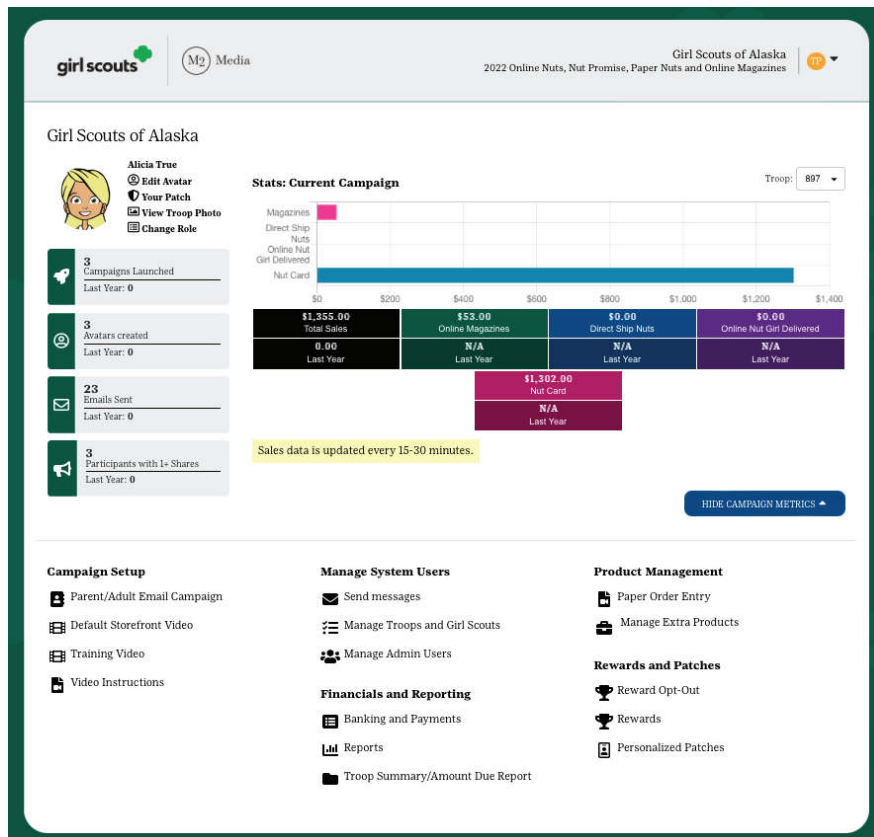 girl scouts
M2 Media
Girl Scouts of Alaska
2022 Online Nuts, Nut Promise, Paper Nuts and Online Magazines
TP
Girl Scouts of Alaska
Alicia True
Edit Avatar
Your Patch
View Troop Photo
Change Role
3
Campaigns Launched
Last Year: 0
3
Avatars created
Last Year: 0
23
Emails Sent
Last Year: 0
3
Participants with 1+ Shares
Last Year: 0
Stats: Current Campaign
Troop: 897
Magazines
Direct Ship
Nuts
Online Nut
Girl Delivered
Nut Card
$0 $200 $400 $600 $800 $1,000 $1,200 $1,400
$1,355.00 $53.00 $0.00 $0.00
Total Sales Online Magazines Direct Ship Nuts Online Nut Girl Delivered
0.00 N/A N/A N/A
Last Year Last Year Last Year Last Year
$1,302.00
Nut Card
N/A
Last Year
Sales data is updated every 15-30 minutes.
HIDE CAMPAIGN METRICS
Campaign Setup
Parent/Adult Email Campaign
Default Storefront Video
Training Video
Video Instructions
Manage System Users
Send messages
Manage Troops and Girl Scouts
Manage Admin Users
Financials and Reporting
Banking and Payments
Reports
Troop Summary/Amount Due Report
Product Management
Paper Order Entry
Manage Extra Products
Rewards and Patches
Reward Opt-Out
Rewards
Personalized Patches